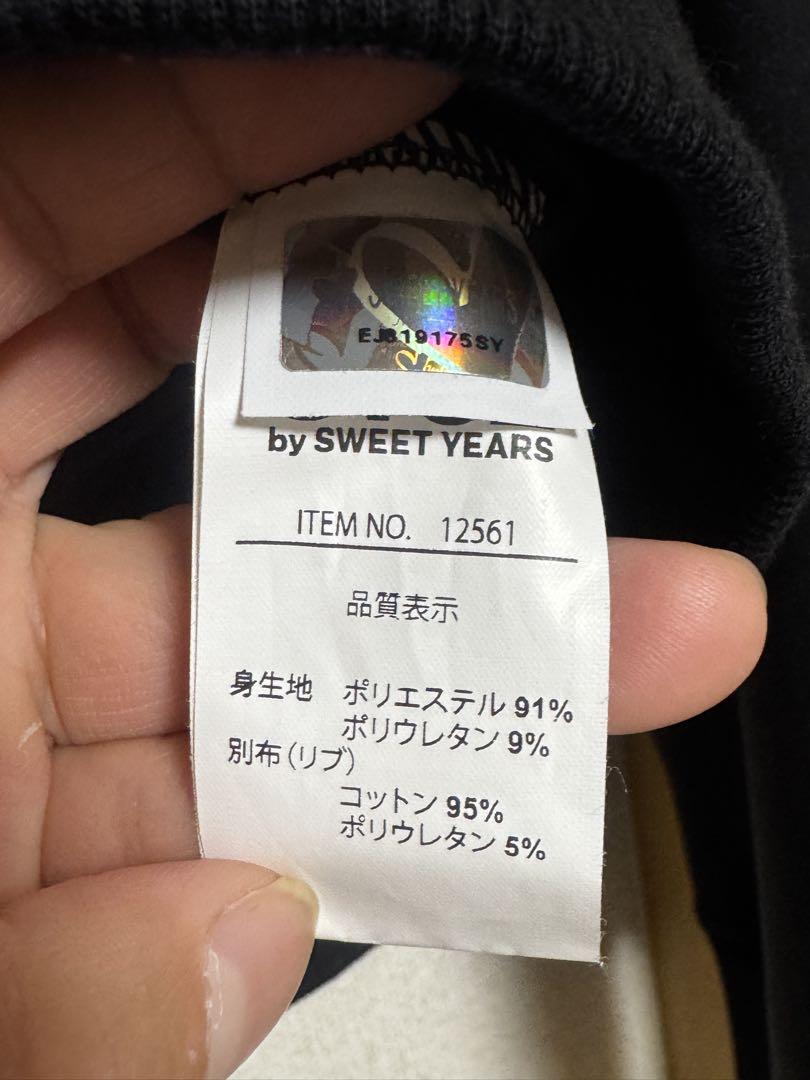 EJ819175SY
by SWEET YEARS
ITEM NO. 12561
品質表示
身生地 ポリエステル 91%
ポリウレタン 9%
別布(リブ)
コットン 95%
ポリウレタン 5%